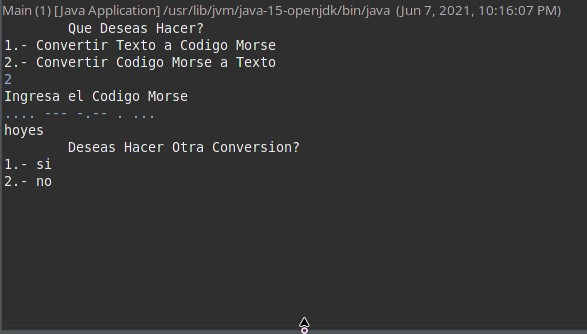 Main (1) [Java Application] /usr/lib/jvm/java-15-openjdk/bin/java (Jun 7, 2021, 10:16:07 PM)
Que Deseas Hacer?
1.- Convertir Texto a Codigo Morse
2.- Convertir Codigo Morse a Texto
2
Ingresa el Codigo Morse
.... --- -.-- . ...
hoyes
Deseas Hacer Otra Conversion?
1.- si
2.- no